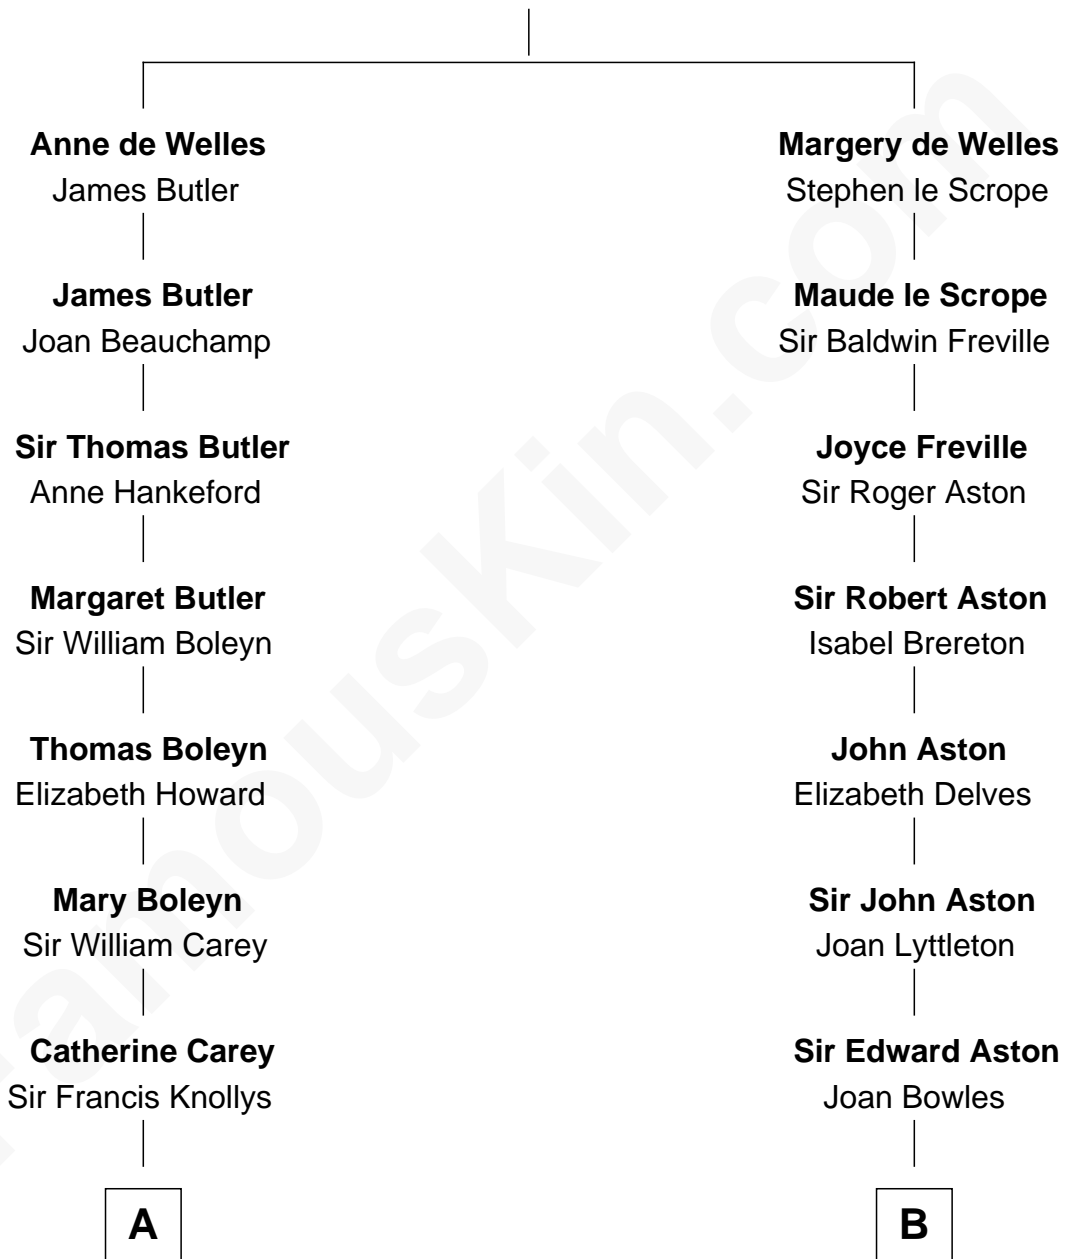 Anne de Welles
James Butler
James Butler
Joan Beauchamp
Sir Thomas Butler
Anne Hankeford
Margaret Butler
Sir William Boleyn
Thomas Boleyn
Elizabeth Howard
Mary Boleyn
Sir William Carey
Catherine Carey
Sir Francis Knollys
A
Margery de Welles
Stephen le Scrope
Maude le Scrope
Sir Baldwin Freville
Joyce Freville
Sir Roger Aston
Sir Robert Aston
Isabel Brereton
John Aston
Elizabeth Delves
Sir John Aston
Joan Lyttleton
Sir Edward Aston
Joan Bowles
B
FamousKin.com